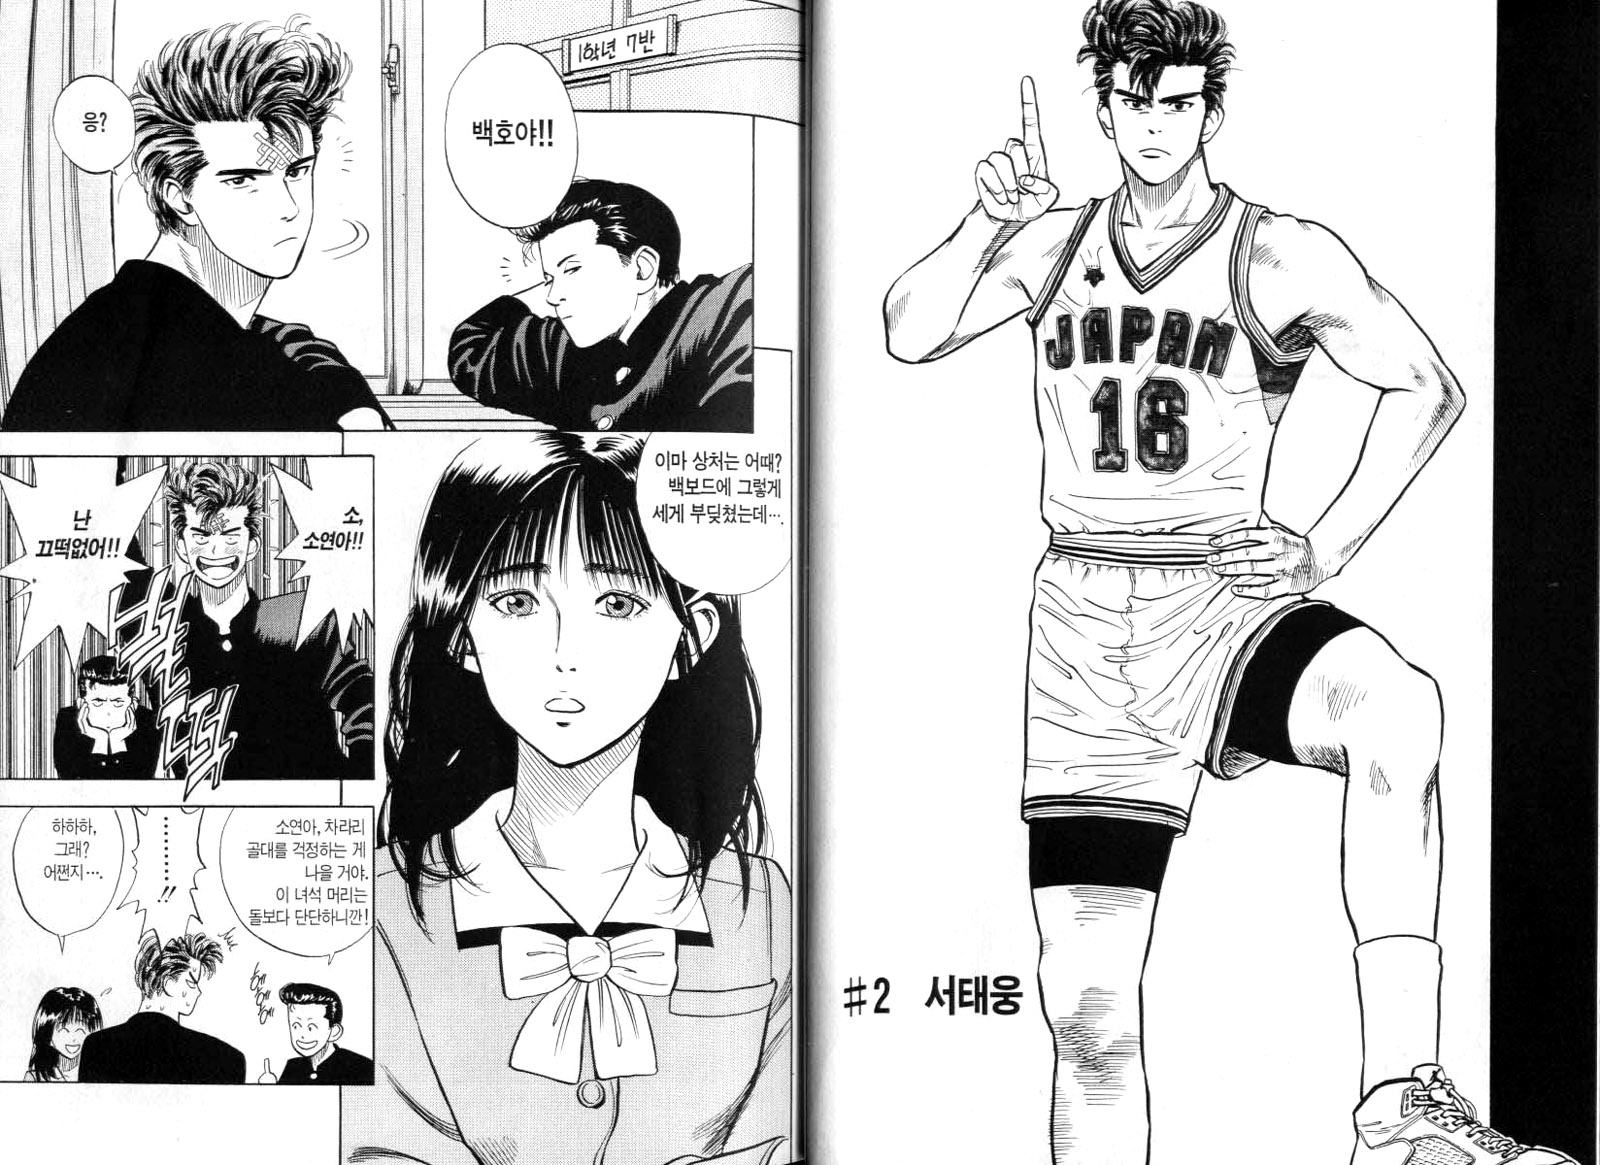 #2 서태웅
JAPAN
16
1학년 7반
백호야!!
응?
이마 상처는 어때?
백보드에 그렇게
세게 부딪쳤는데….
소,
소연아!!
난
끄떡없어!!
소연아, 차라리
골대를 걱정하는 게
나을 거야.
이 녀석 머리는
돌보다 단단하니깐!
………!!
하하하,
그래?
어쩐지….